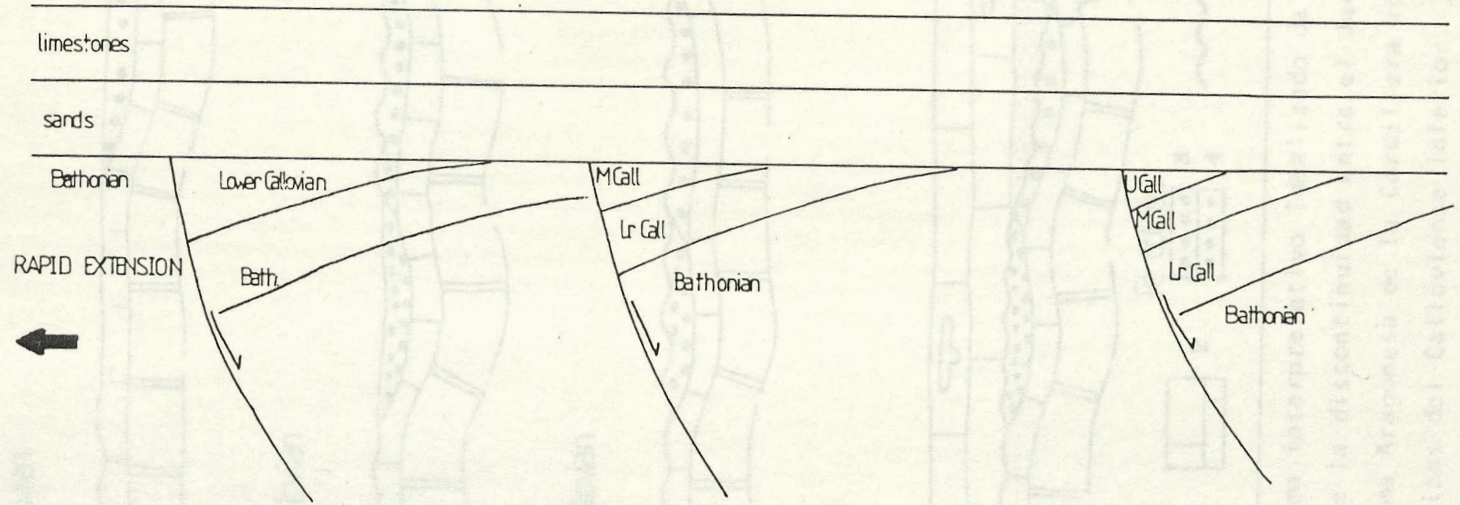 limestones
sands
Bathonian
Lower Callovian
M Call
U Call
M Call
Lr Call
Lr Call
RAPID EXTENSION
Bath.
Bathonian
Bathonian